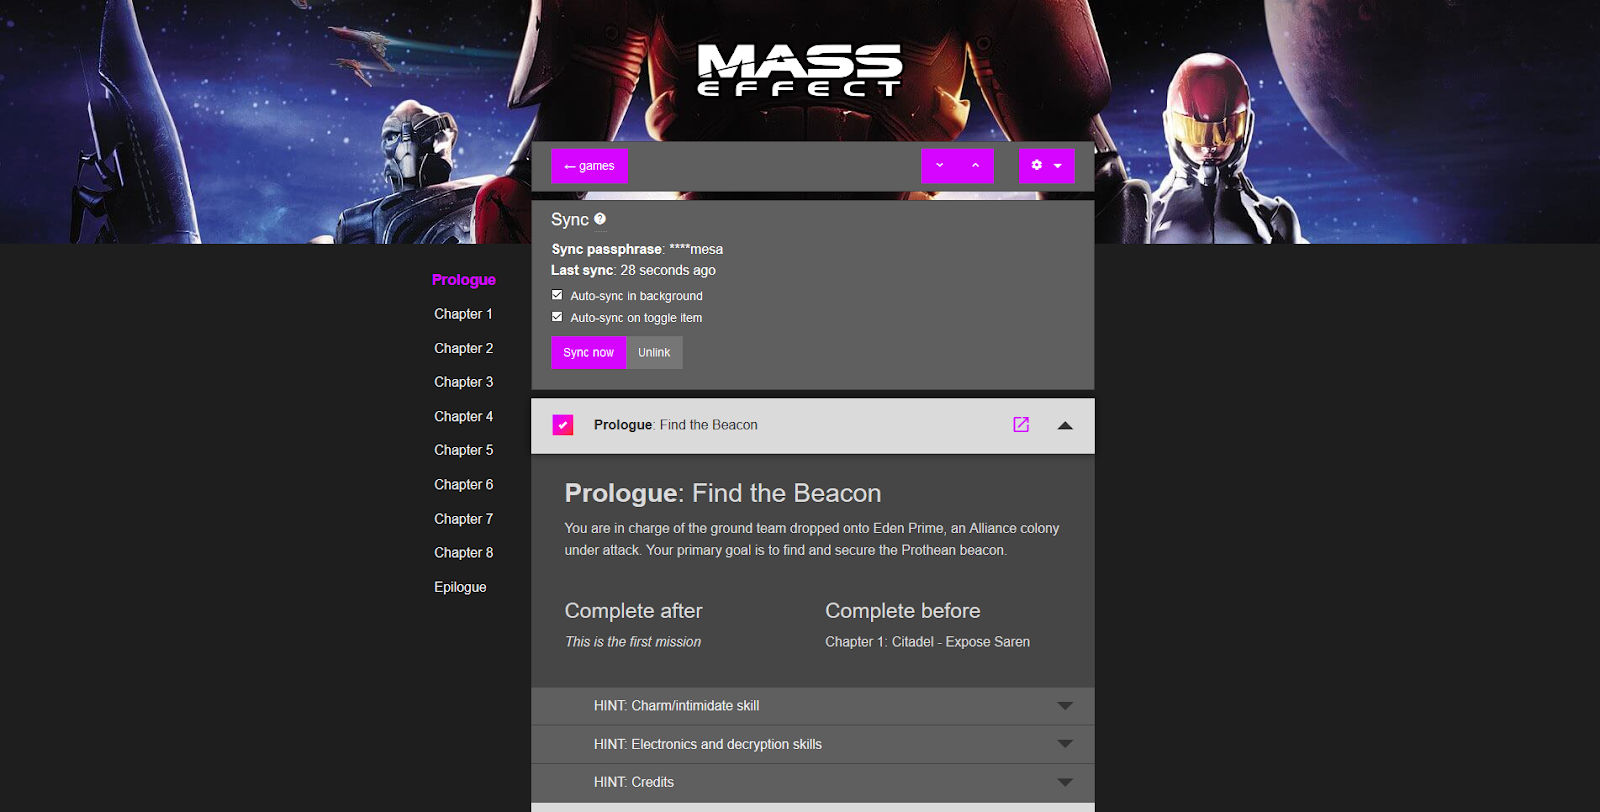 MASS
EFFECT
← games
Sync
Sync passphrase: ****mesa
Last sync: 28 seconds ago
Auto-sync in background
Auto-sync on toggle item
Sync now Unlink
Prologue
Chapter 1
Chapter 2
Chapter 3
Chapter 4
Chapter 5
Chapter 6
Chapter 7
Chapter 8
Epilogue
Prologue: Find the Beacon
Prologue: Find the Beacon
You are in charge of the ground team dropped onto Eden Prime, an Alliance colony
under attack. Your primary goal is to find and secure the Prothean beacon.
Complete after
This is the first mission
Complete before
Chapter 1: Citadel - Expose Saren
HINT: Charm/intimidate skill
HINT: Electronics and decryption skills
HINT: Credits